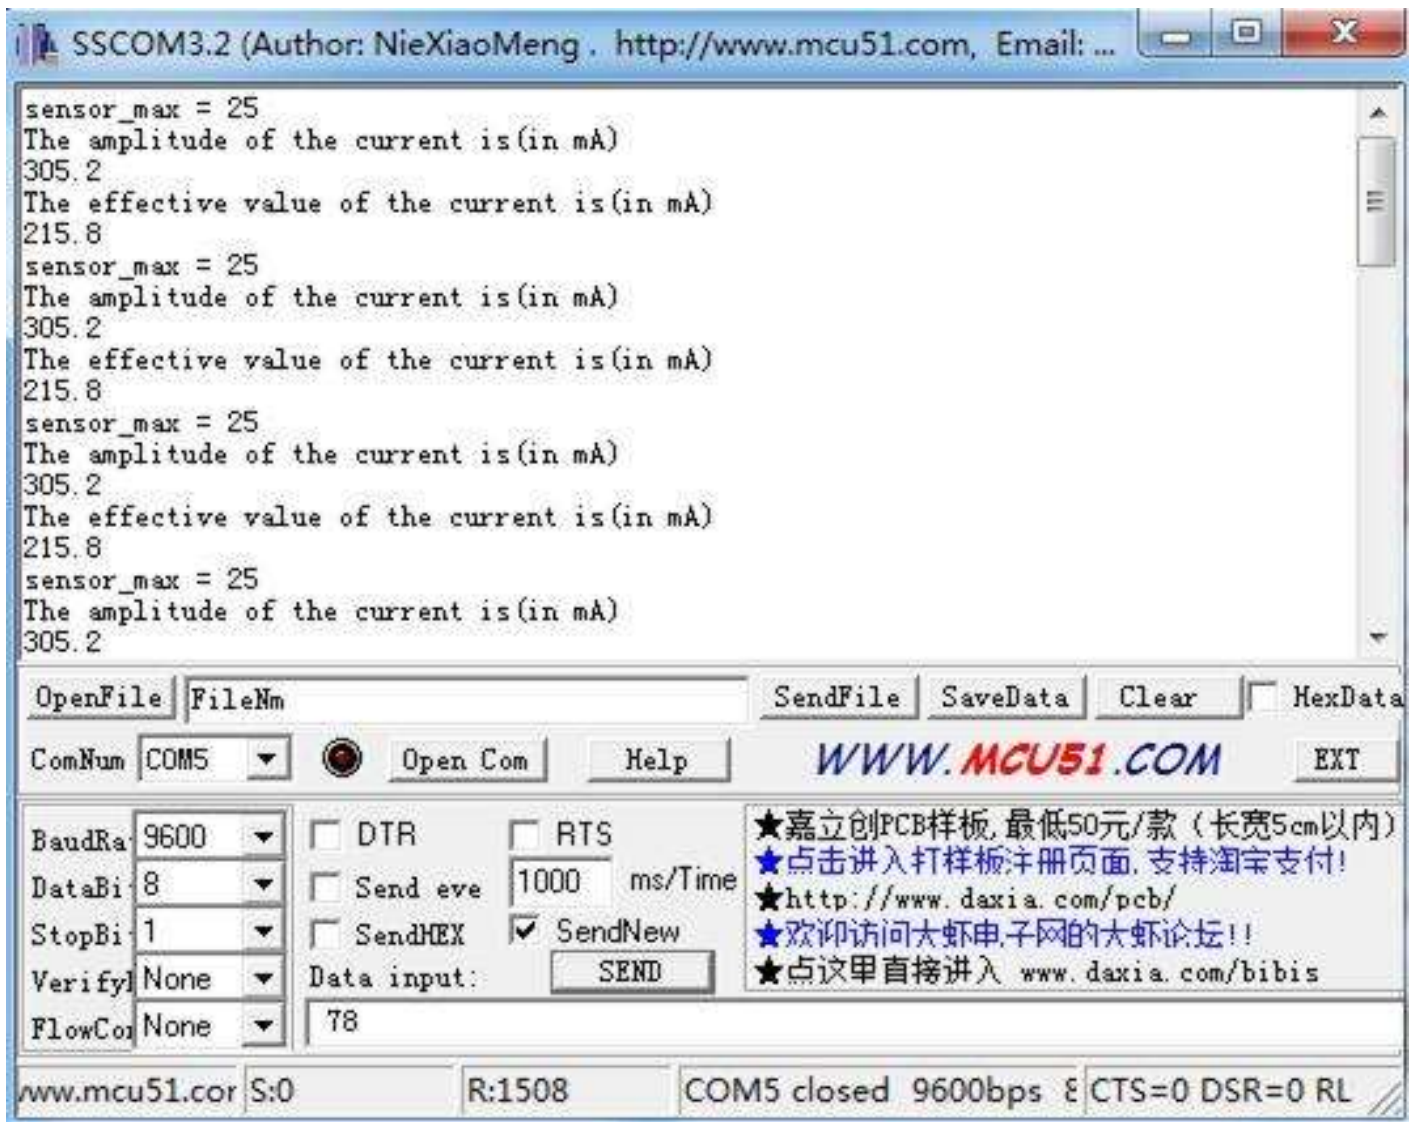 SSCOM3.2 (Author: NieXiaoMeng . http://www.mcu51.com, Email: ...
sensor_max = 25
The amplitude of the current is(in mA)
305.2
The effective value of the current is(in mA)
215.8
sensor_max = 25
The amplitude of the current is(in mA)
305.2
The effective value of the current is(in mA)
215.8
sensor_max = 25
The amplitude of the current is(in mA)
305.2
The effective value of the current is(in mA)
215.8
sensor_max = 25
The amplitude of the current is(in mA)
305.2
OpenFile FileNm SendFile SaveData Clear HexData
ComNum COM5 Open Com Help WWW.MCU51.COM EXT
BaudRa 9600 DTR RTS
DataBi 8 Send eve 1000 ms/Time
StopBi 1 SendHEX SendNew
Verify None Data input: SEND
FlowCo None 78
★嘉立创PCB样板,最低50元/款（长宽5cm以内）
★点击进入打样板注册页面,支持淘宝支付!
★http://www.daxia.com/pcb/
★欢迎访问大虾电子网的大虾论坛!!
★点这里直接进入 www.daxia.com/bibis
www.mcu51.cor S:0 R:1508 COM5 closed 9600bps 8 CTS=0 DSR=0 RL